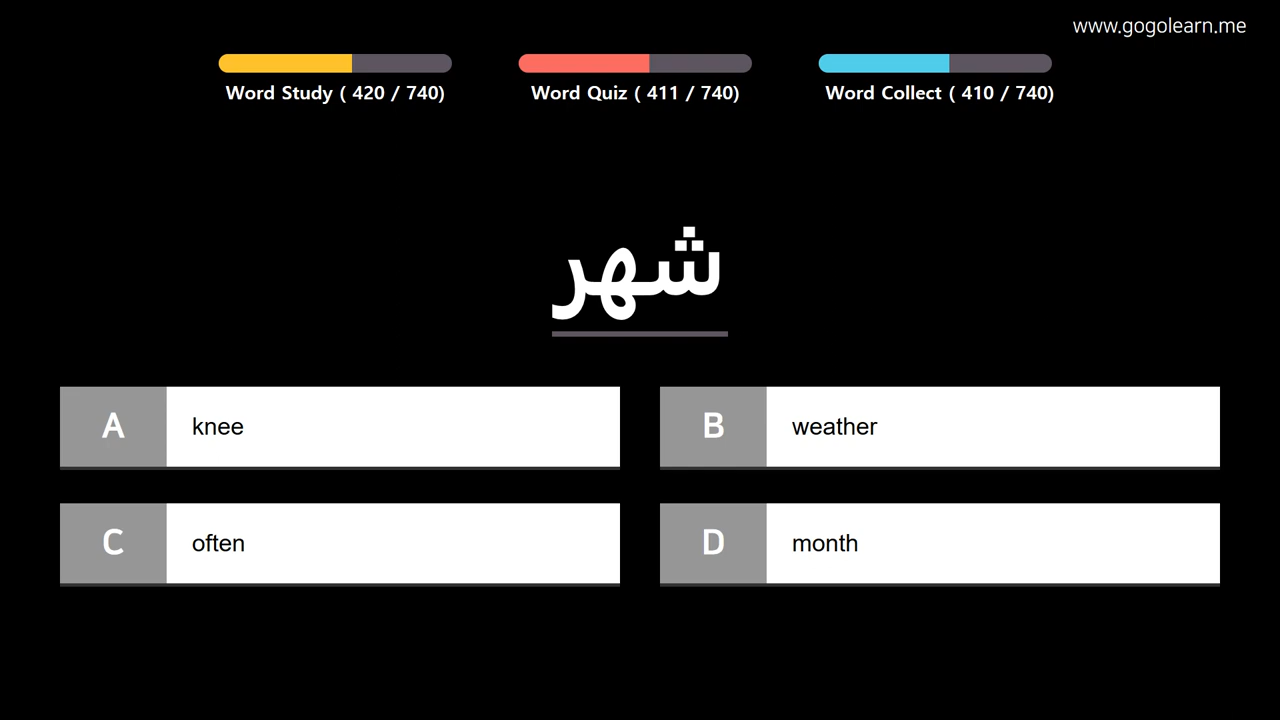 www.gogolearn.me
Word Study ( 420 / 740)
Word Quiz ( 411 / 740)
Word Collect ( 410 / 740)
شهر
A knee
B weather
C often
D month